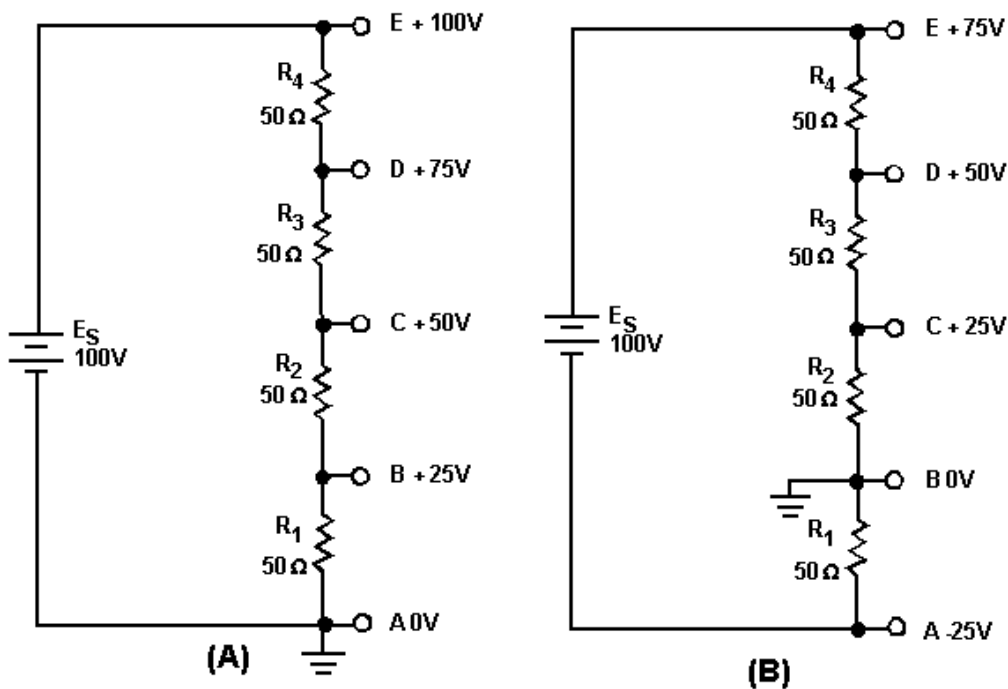 E + 100V
R4
50 Ω
D + 75V
R3
50 Ω
C + 50V
ES
100V
R2
50 Ω
B + 25V
R1
50 Ω
A 0V
(A)
E + 75V
R4
50 Ω
D + 50V
R3
50 Ω
C + 25V
ES
100V
R2
50 Ω
B 0V
R1
50 Ω
A -25V
(B)